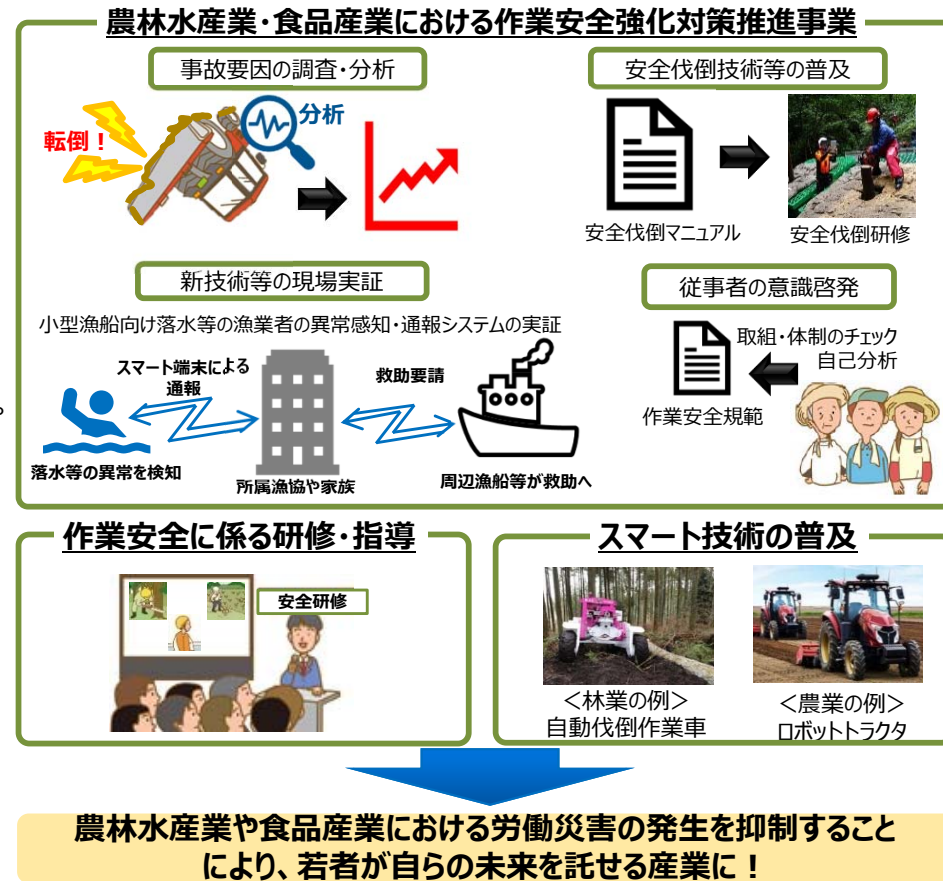 農林水産業・食品産業における作業安全強化対策推進事業
事故要因の調査・分析
転倒！
分析
安全伐倒技術等の普及
安全伐倒マニュアル
安全伐倒研修
新技術等の現場実証
小型漁船向け落水等の漁業者の異常感知・通報システムの実証
スマート端末による
通報
救助要請
落水等の異常を検知
所属漁協や家族
周辺漁船等が救助へ
従事者の意識啓発
取組・体制のチェック
自己分析
作業安全規範
。
作業安全に係る研修・指導
安全研修
スマート技術の普及
＜林業の例＞
自動伐倒作業車
＜農業の例＞
ロボットトラクタ
農林水産業や食品産業における労働災害の発生を抑制すること
により、若者が自らの未来を託せる産業に！